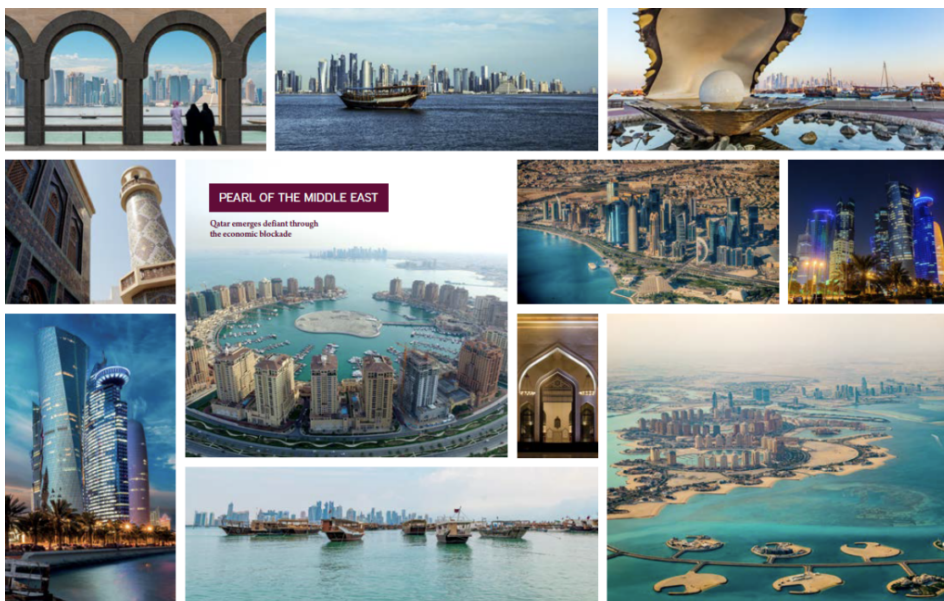 PEARL OF THE MIDDLE EAST
Qatar emerges defiant through
the economic blockade